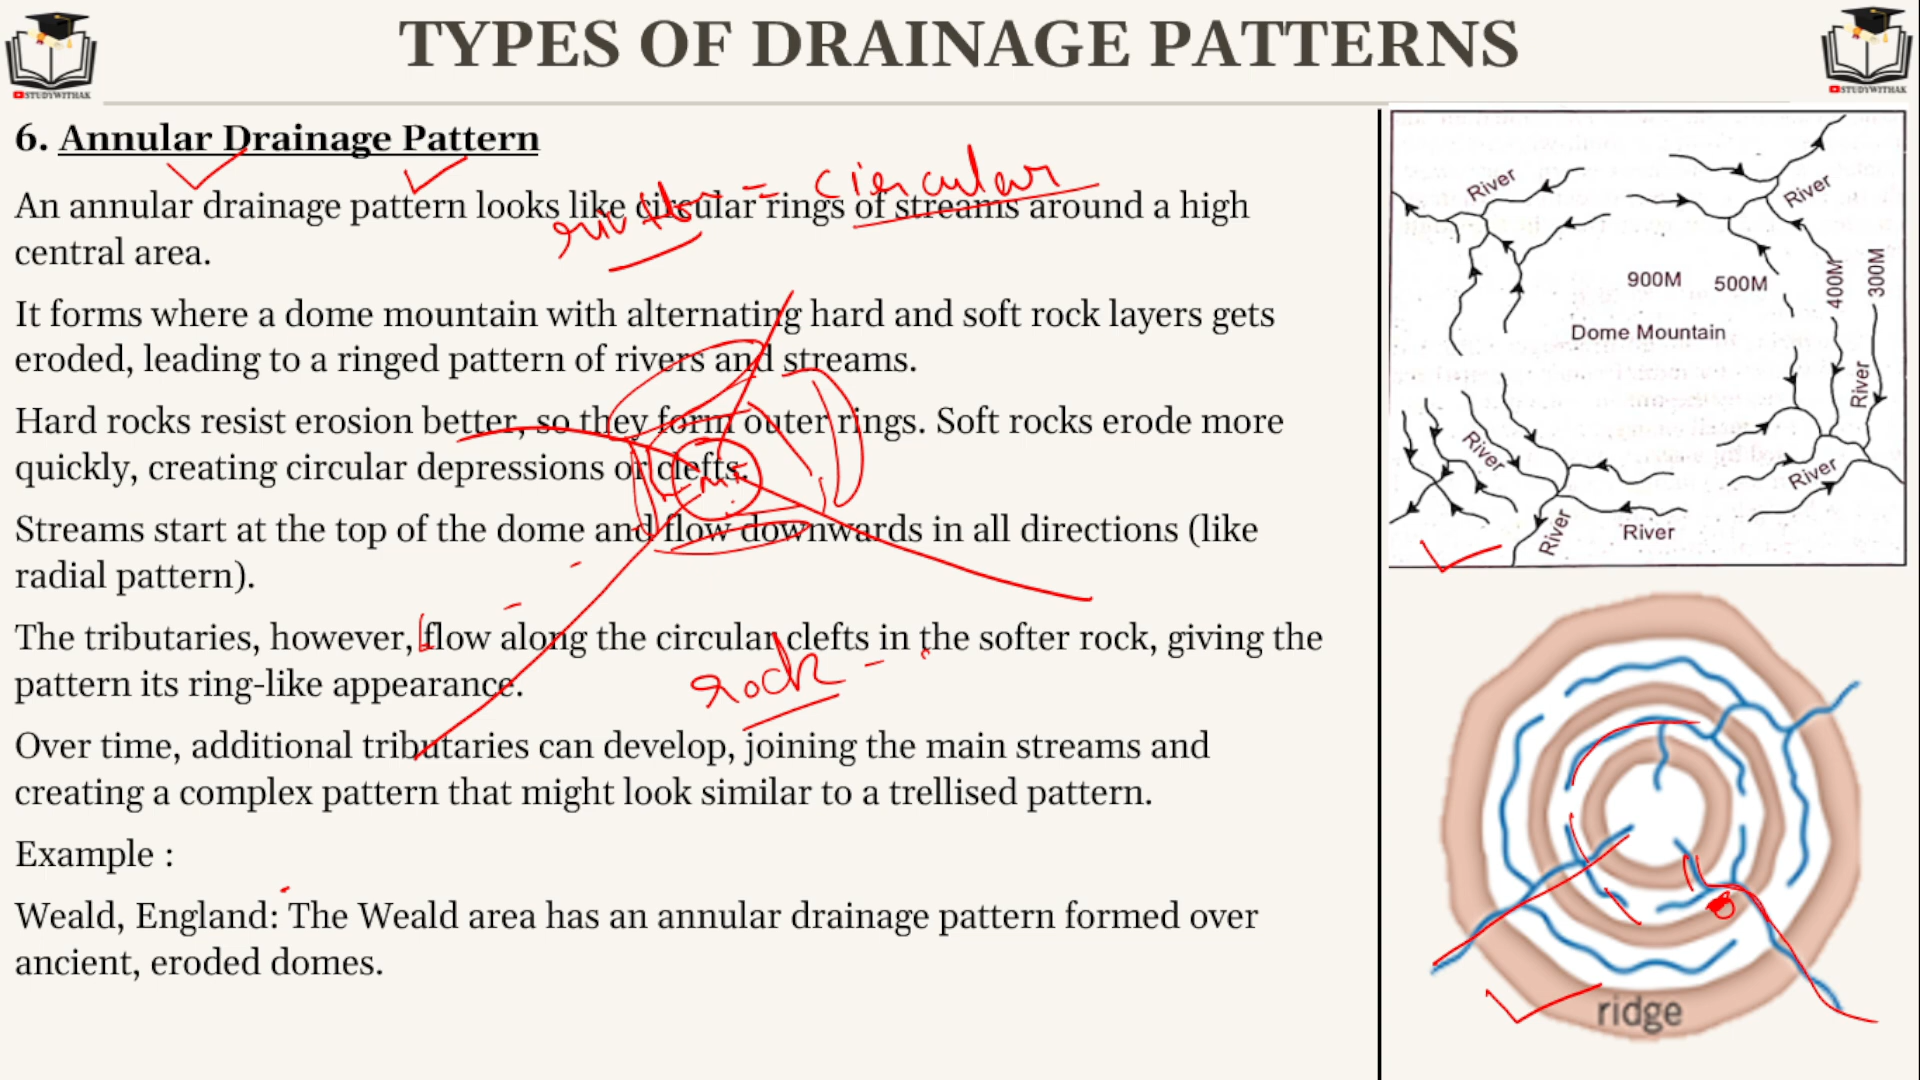 TYPES OF DRAINAGE PATTERNS
STUDYWITHAK
STUDYWITHAK
6. Annular Drainage Pattern
An annular drainage pattern looks like circular rings of streams around a high
central area.
= circular
It forms where a dome mountain with alternating hard and soft rock layers gets
eroded, leading to a ringed pattern of rivers and streams.
Hard rocks resist erosion better, so they form outer rings. Soft rocks erode more
quickly, creating circular depressions or clefts.
Streams start at the top of the dome and flow downwards in all directions (like
radial pattern).
The tributaries, however, flow along the circular clefts in the softer rock, giving the
pattern its ring-like appearance.
rock -
Over time, additional tributaries can develop, joining the main streams and
creating a complex pattern that might look similar to a trellised pattern.
Example :
Weald, England: The Weald area has an annular drainage pattern formed over
ancient, eroded domes.
River
River
900M
500M
400M
300M
Dome Mountain
River
River
River
River
River
ridge